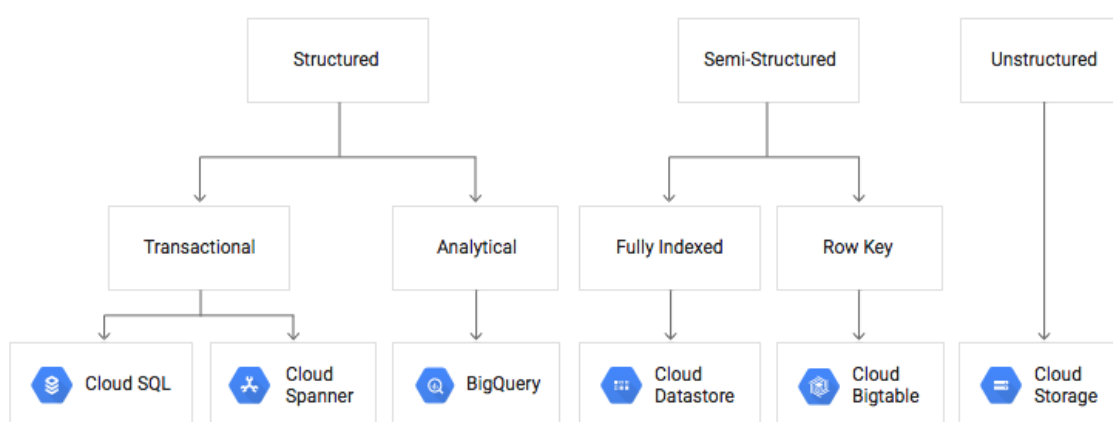 Structured
Semi-Structured
Unstructured
Transactional
Analytical
Fully Indexed
Row Key
Cloud SQL
Cloud
Spanner
BigQuery
Cloud
Datastore
Cloud
Bigtable
Cloud
Storage